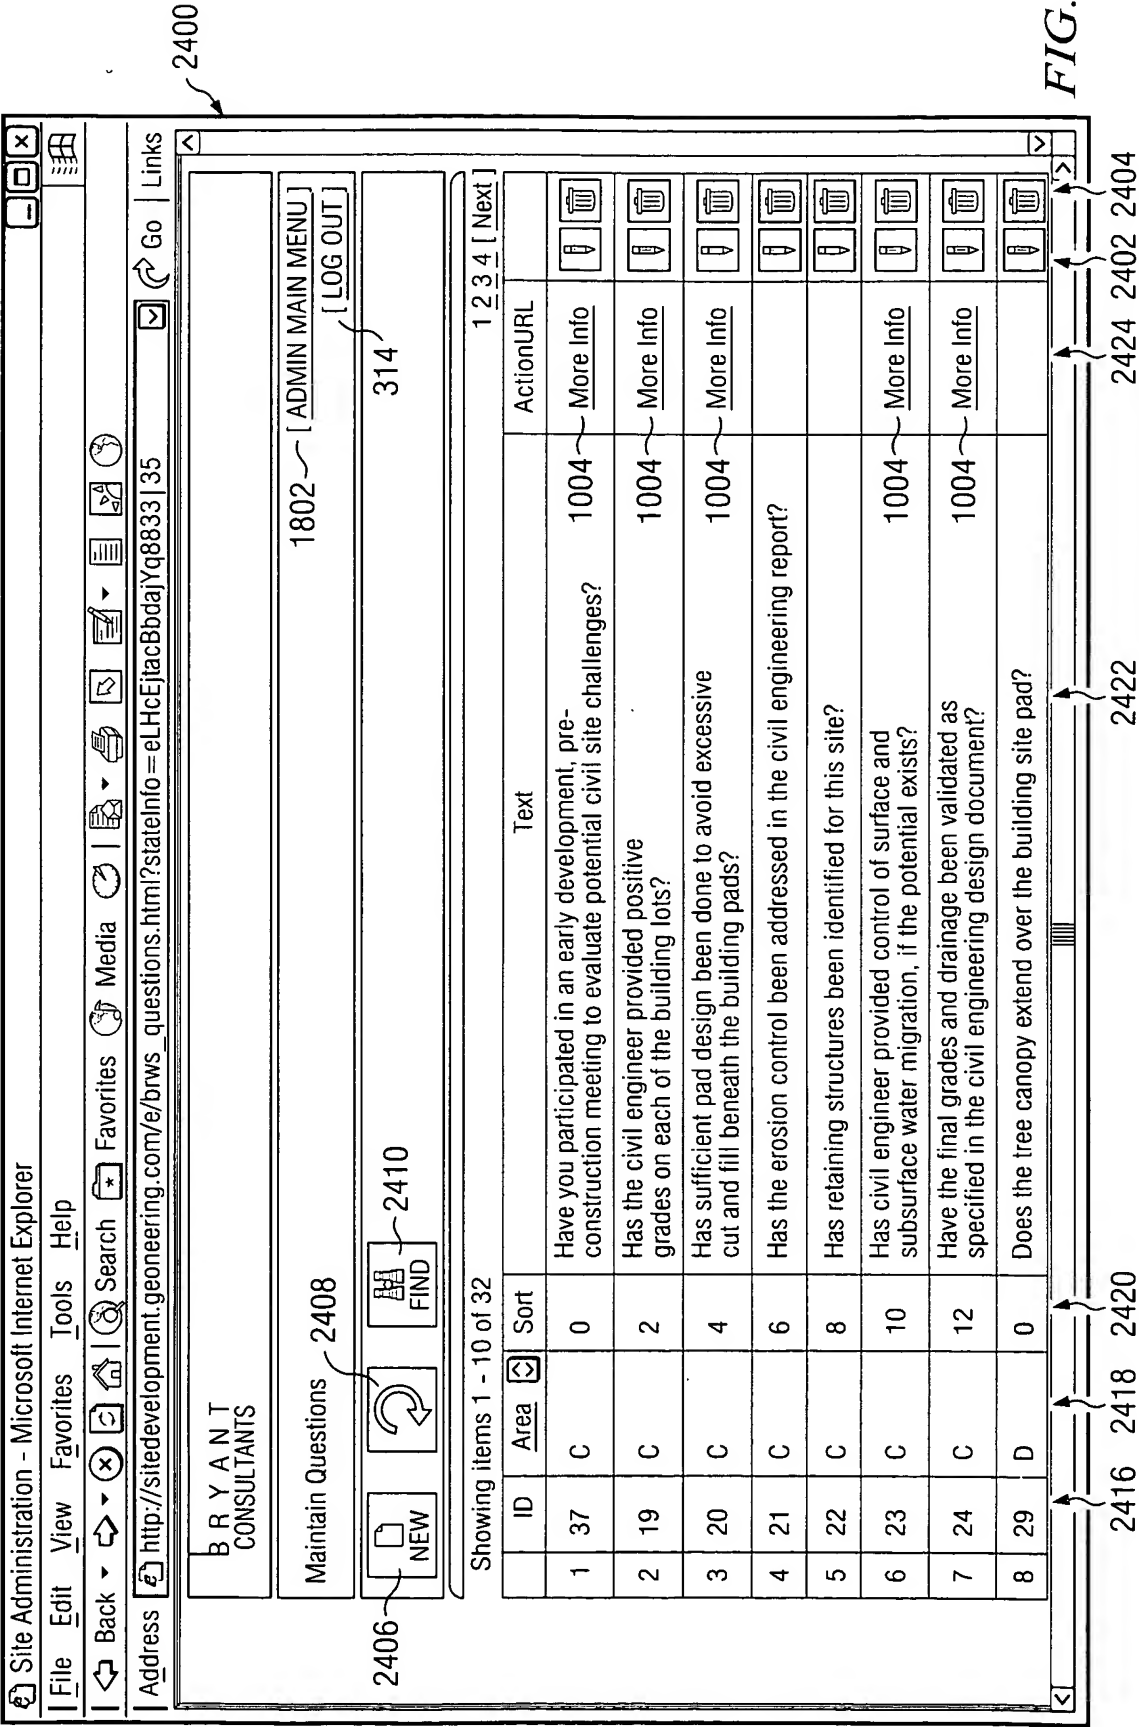 2400
Site Administration - Microsoft Internet Explorer
File Edit View Favorites Tools Help
Back Search Favorites Media
Address http://sitedevelopment.geoneering.com/e/brws_questions.html?stateInfo=eLHcEjtacBbdajYq8833|35 Go Links
BRYANT
CONSULTANTS
Maintain Questions 1802 [ADMIN MAIN MENU]
[LOG OUT]
2408 314
2406 NEW FIND 2410
Showing items 1 - 10 of 32 1 2 3 4 [Next]
ID Area Sort Text ActionURL
1 37 C 0 Have you participated in an early development, pre-
construction meeting to evaluate potential civil site challenges? 1004 More Info
2 19 C 2 Has the civil engineer provided positive
grades on each of the building lots? 1004 More Info
3 20 C 4 Has sufficient pad design been done to avoid excessive
cut and fill beneath the building pads? 1004 More Info
4 21 C 6 Has the erosion control been addressed in the civil engineering report?
5 22 C 8 Has retaining structures been identified for this site?
6 23 C 10 Has civil engineer provided control of surface and
subsurface water migration, if the potential exists? 1004 More Info
7 24 C 12 Have the final grades and drainage been validated as
specified in the civil engineering design document? 1004 More Info
8 29 D 0 Does the tree canopy extend over the building site pad?
2416 2418 2420 2422 2424 2402 2404
FIG.